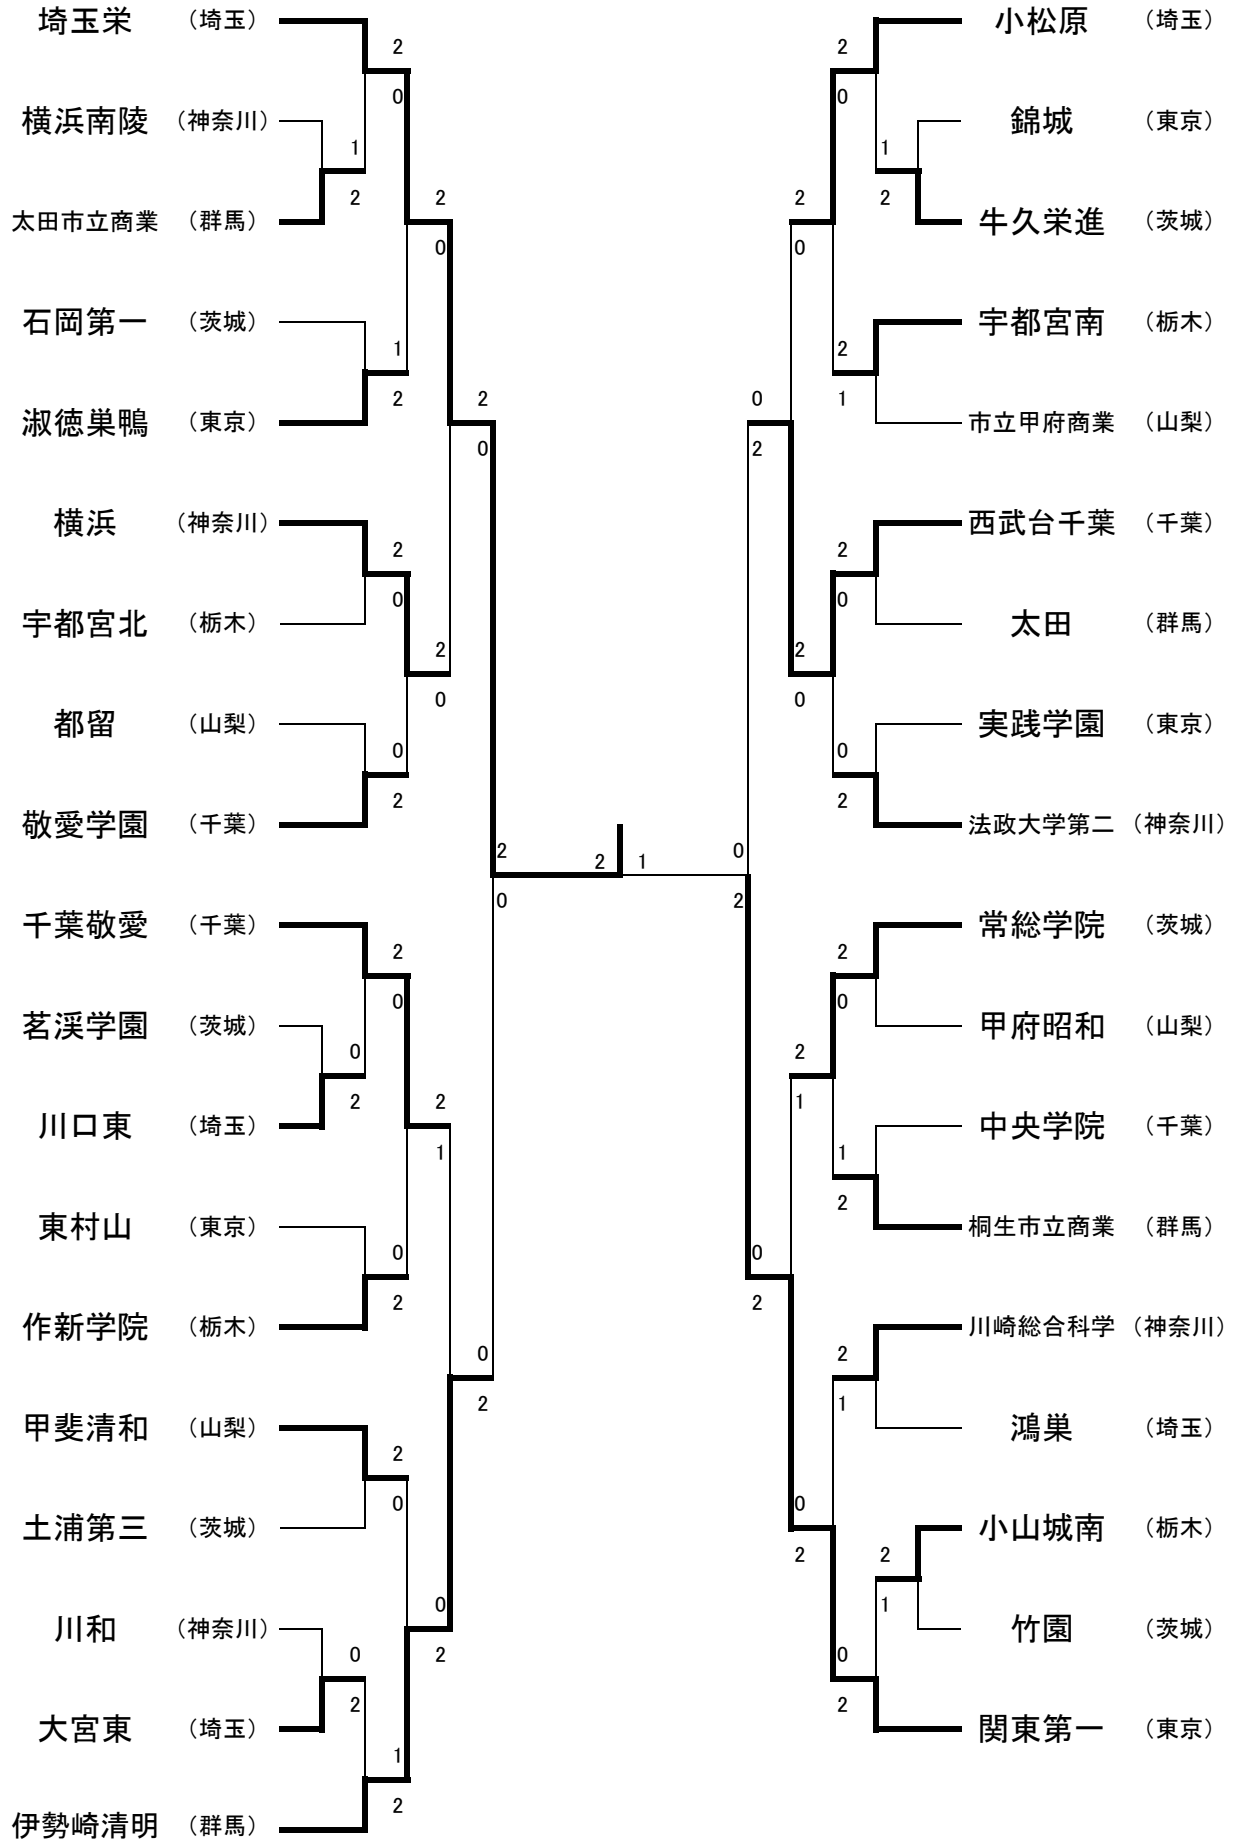 埼玉栄 （埼玉）
2
0
横浜南陵 （神奈川）
1
2
太田市立商業 （群馬）
2
0
石岡第一 （茨城）
1
2
淑徳巣鴨 （東京）
2
0
横浜 （神奈川）
2
0
宇都宮北 （栃木）
2
0
都留 （山梨）
0
2
敬愛学園 （千葉）
2
0
千葉敬愛 （千葉）
2
0
茗溪学園 （茨城）
0
2
川口東 （埼玉）
2
1
東村山 （東京）
0
2
作新学院 （栃木）
0
2
甲斐清和 （山梨）
2
0
土浦第三 （茨城）
0
2
川和 （神奈川）
0
2
大宮東 （埼玉）
1
2
伊勢崎清明 （群馬）
2 1
小松原 （埼玉）
2
0
錦城 （東京）
1
2
牛久栄進 （茨城）
2
0
宇都宮南 （栃木）
2
1
市立甲府商業 （山梨）
0
2
西武台千葉 （千葉）
2
0
太田 （群馬）
2
0
実践学園 （東京）
0
2
法政大学第二 （神奈川）
0
2
常総学院 （茨城）
2
0
甲府昭和 （山梨）
2
1
中央学院 （千葉）
1
2
桐生市立商業 （群馬）
0
2
川崎総合科学 （神奈川）
2
1
鴻巣 （埼玉）
0
2
小山城南 （栃木）
2
1
竹園 （茨城）
0
2
関東第一 （東京）